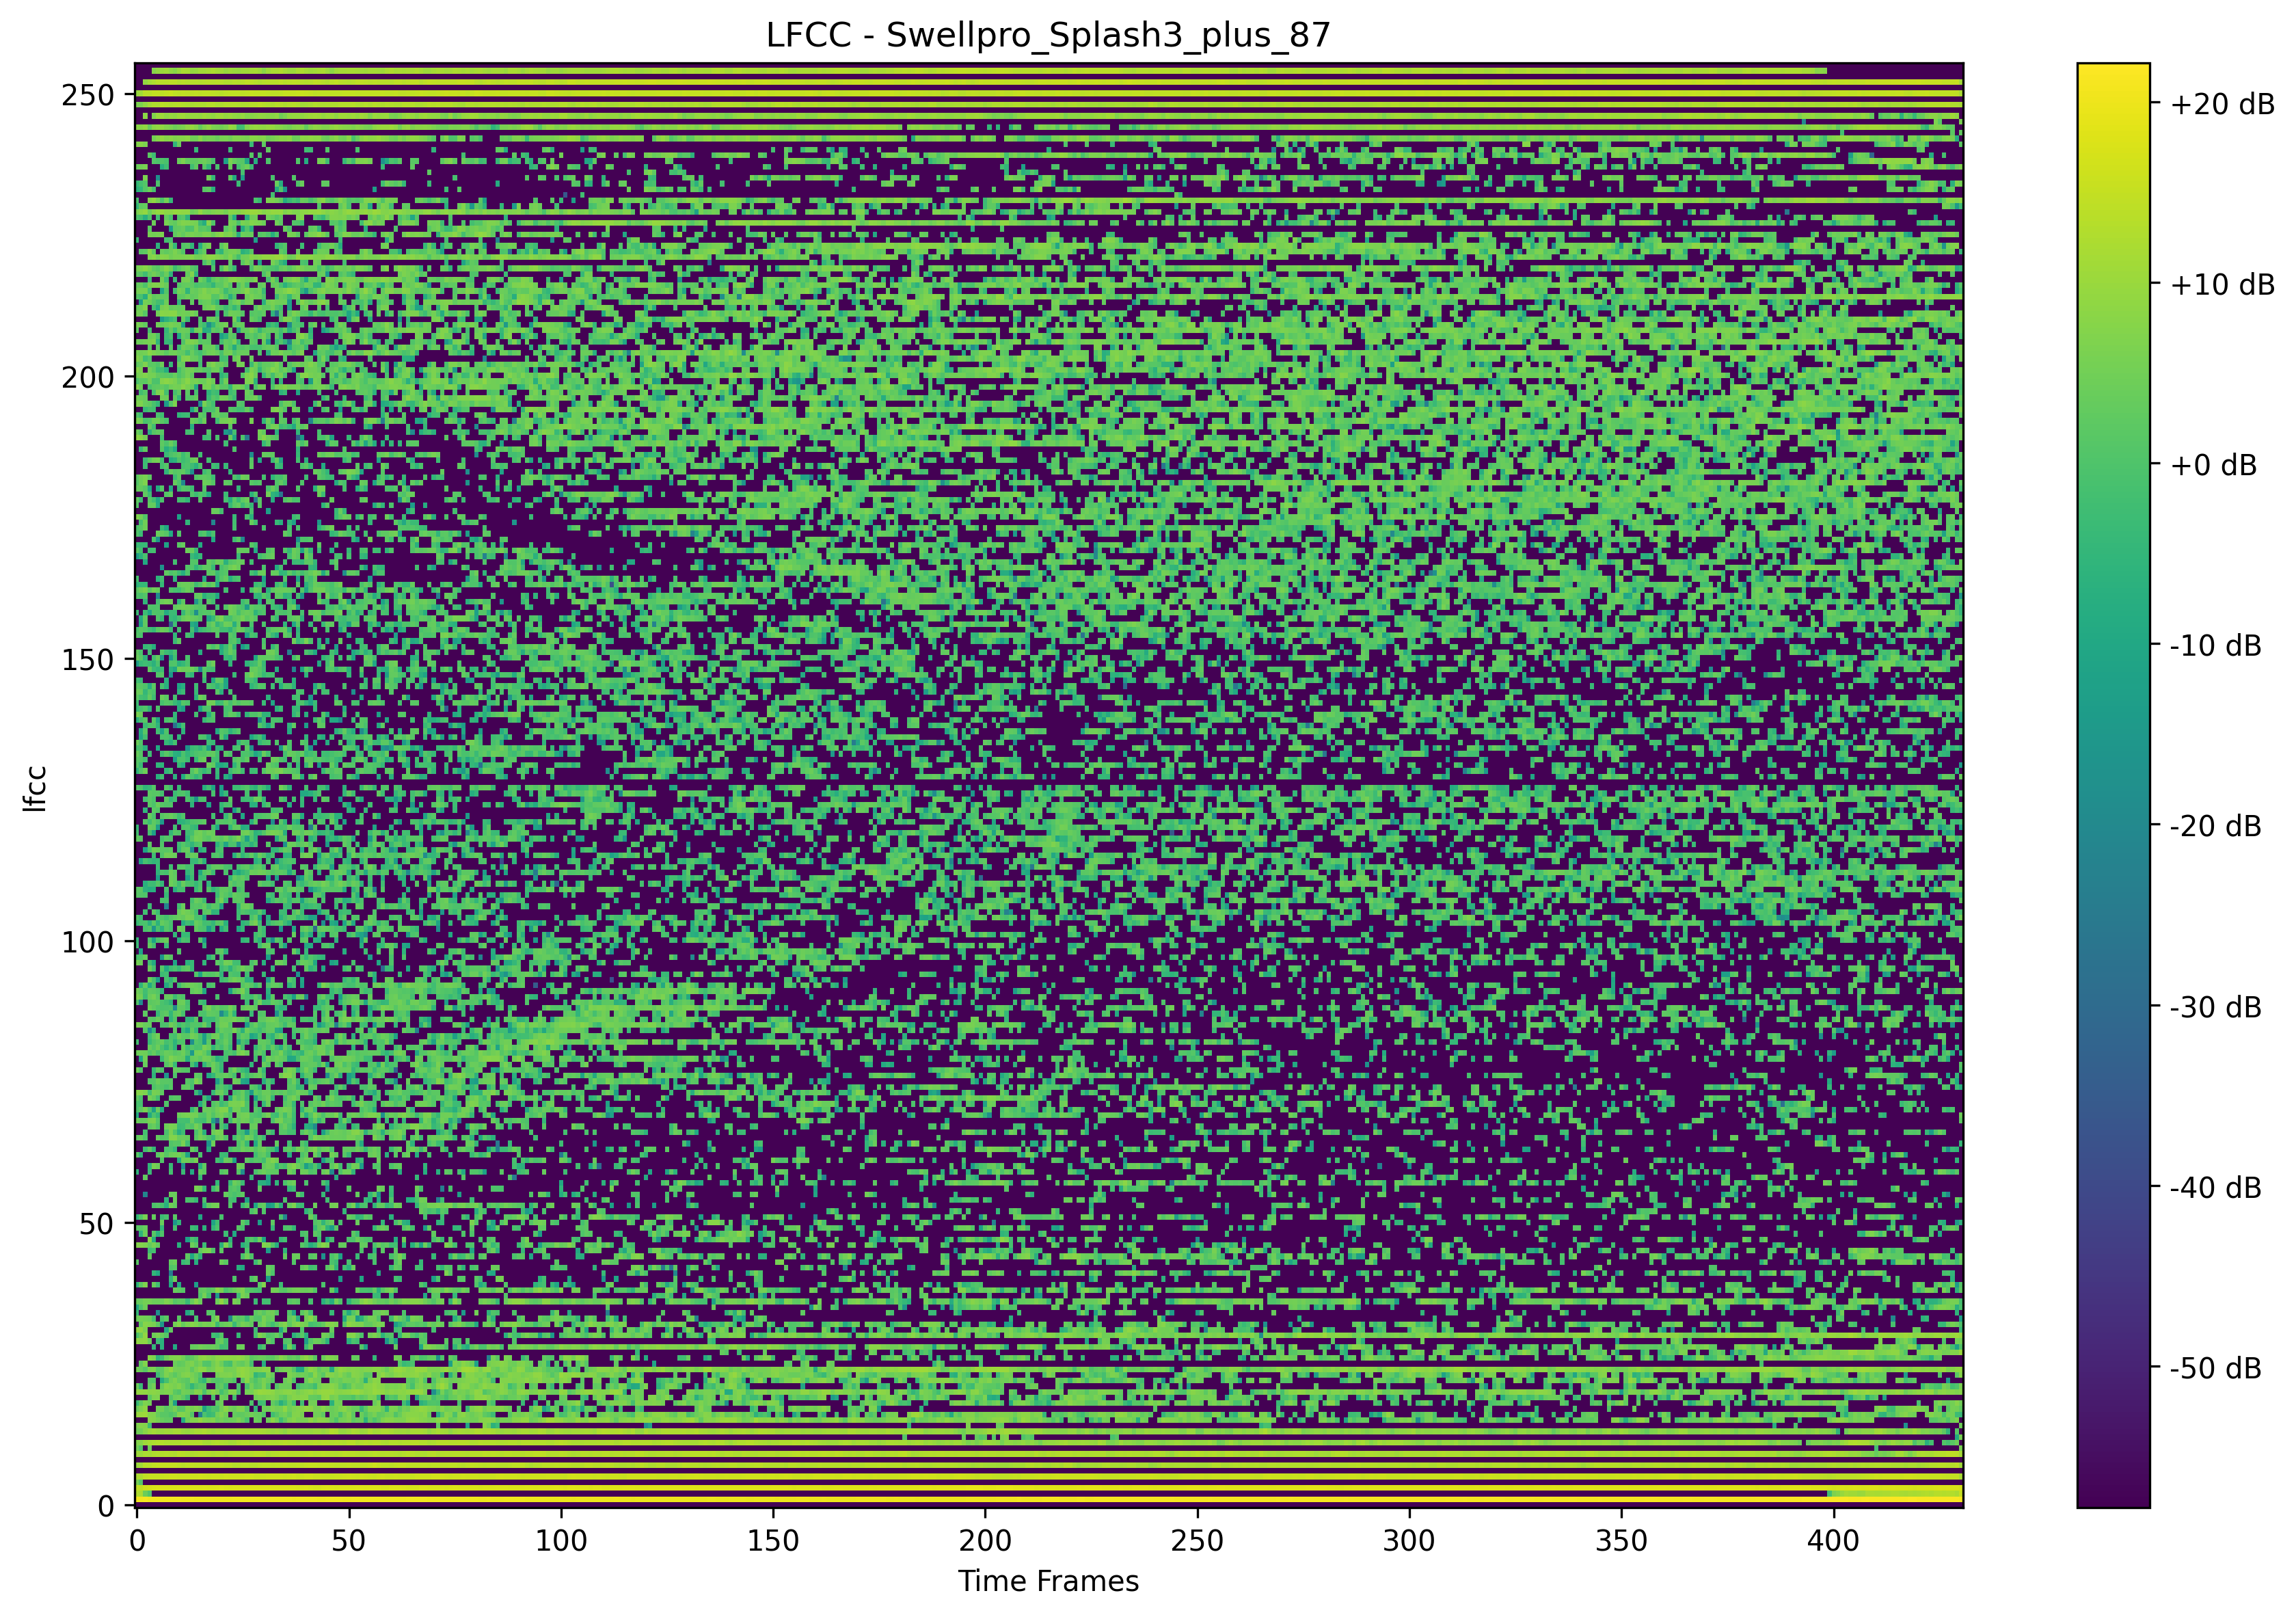 LFCC - Swellpro_Splash3_plus_87
250
200
150
100
50
0
lfcc
0 50 100 150 200 250 300 350 400
Time Frames
+20 dB
+10 dB
+0 dB
-10 dB
-20 dB
-30 dB
-40 dB
-50 dB